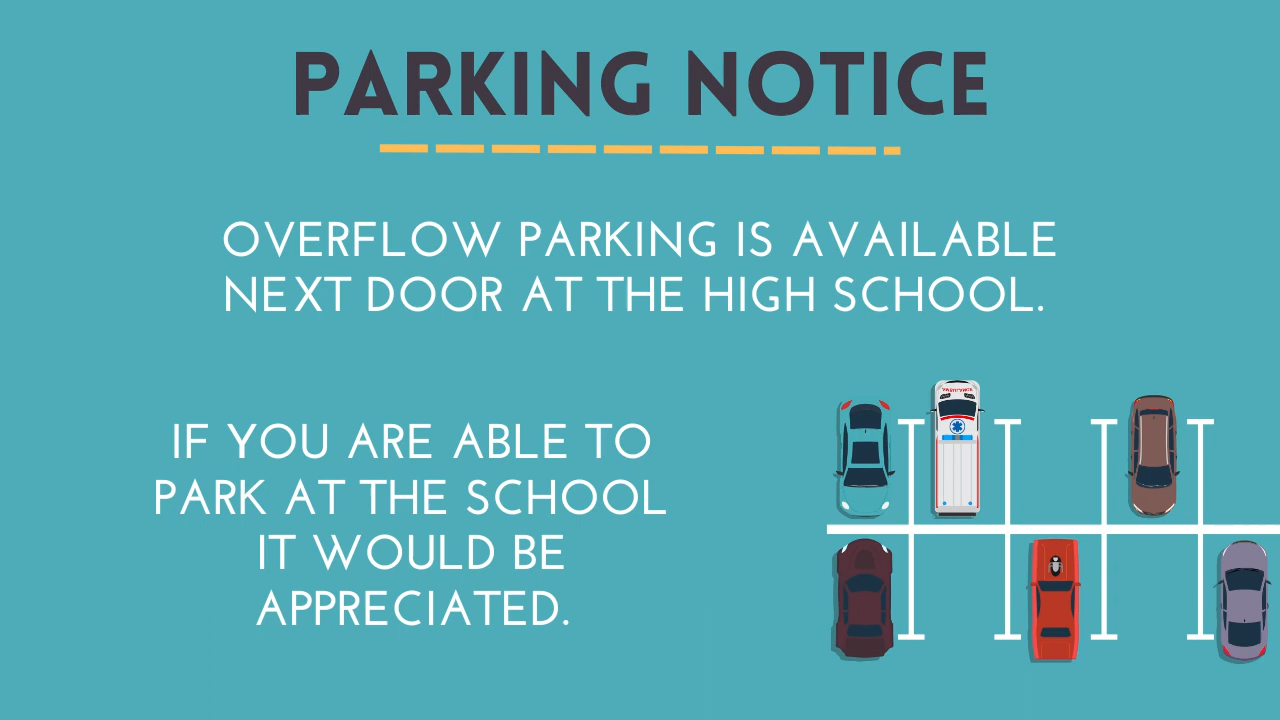 PARKING NOTICE
OVERFLOW PARKING IS AVAILABLE
NEXT DOOR AT THE HIGH SCHOOL.
IF YOU ARE ABLE TO
PARK AT THE SCHOOL
IT WOULD BE
APPRECIATED.